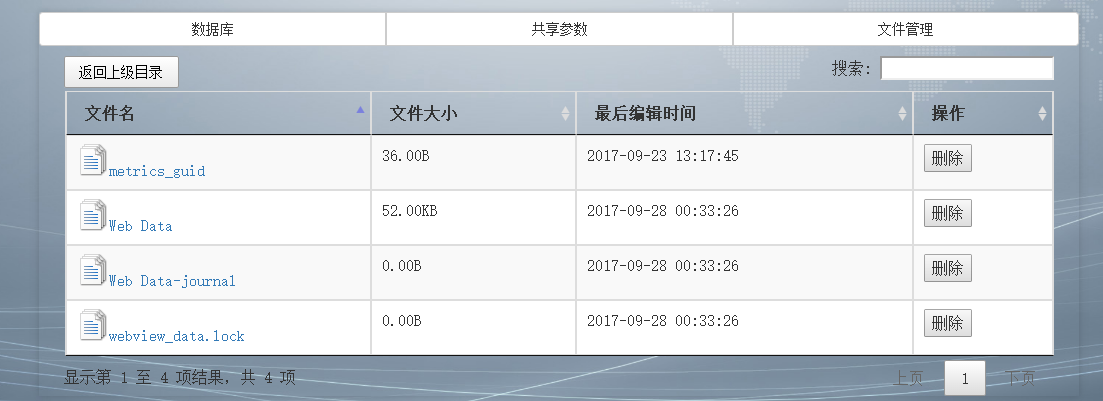 数据库 共享参数 文件管理
返回上级目录 搜索:
文件名 文件大小 最后编辑时间 操作
metrics_guid 36.00B 2017-09-23 13:17:45 删除
Web Data 52.00KB 2017-09-28 00:33:26 删除
Web Data-journal 0.00B 2017-09-28 00:33:26 删除
webview_data.lock 0.00B 2017-09-28 00:33:26 删除
显示第 1 至 4 项结果，共 4 项 上页 1 下页